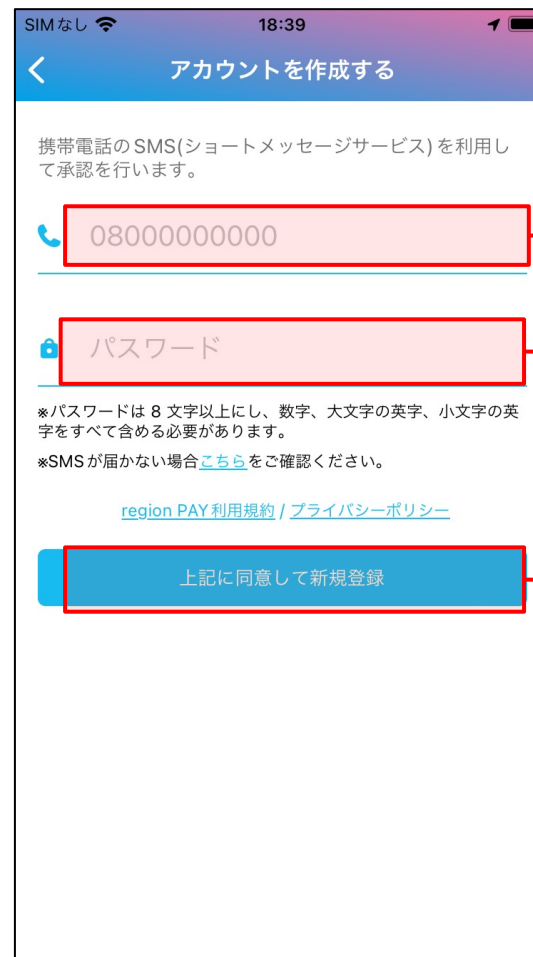 SIMなし 18:39
アカウントを作成する
携帯電話のSMS(ショートメッセージサービス)を利用し
て承認を行います。
08000000000
パスワード
※パスワードは 8 文字以上にし、数字、大文字の英字、小文字の英
字をすべて含める必要があります。
※SMSが届かない場合こちらをご確認ください。
region PAY利用規約 / プライバシーポリシー
上記に同意して新規登録